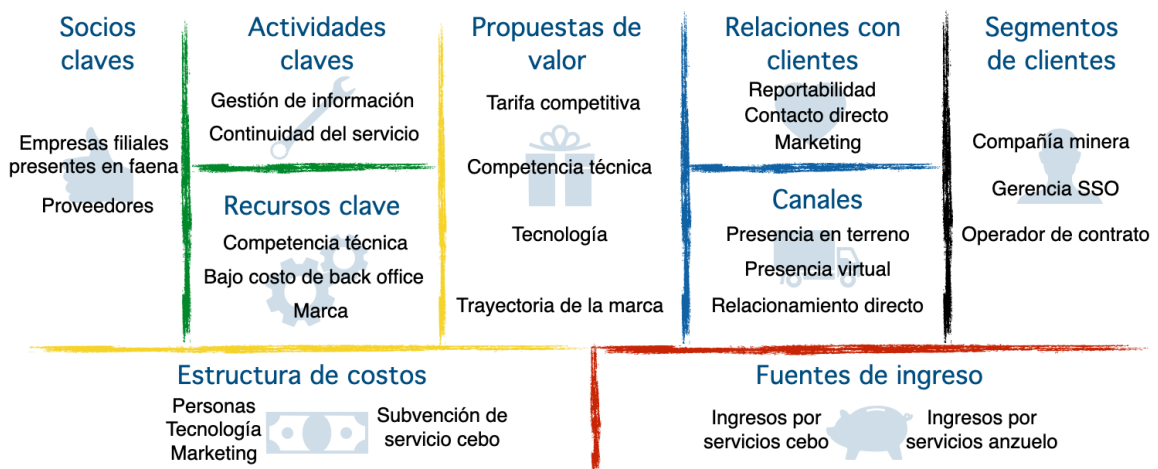 Socios
claves
Empresas filiales
presentes en faena
Proveedores
Actividades
claves
Gestión de información
Continuidad del servicio
Recursos clave
Competencia técnica
Bajo costo de back office
Marca
Propuestas de
valor
Tarifa competitiva
Competencia técnica
Tecnología
Trayectoria de la marca
Relaciones con
clientes
Reportabilidad
Contacto directo
Marketing
Canales
Presencia en terreno
Presencia virtual
Relacionamiento directo
Segmentos
de clientes
Compañía minera
Gerencia SSO
Operador de contrato
Estructura de costos
Personas
Tecnología
Marketing
Subvención de
servicio cebo
Fuentes de ingreso
Ingresos por
servicios cebo
Ingresos por
servicios anzuelo